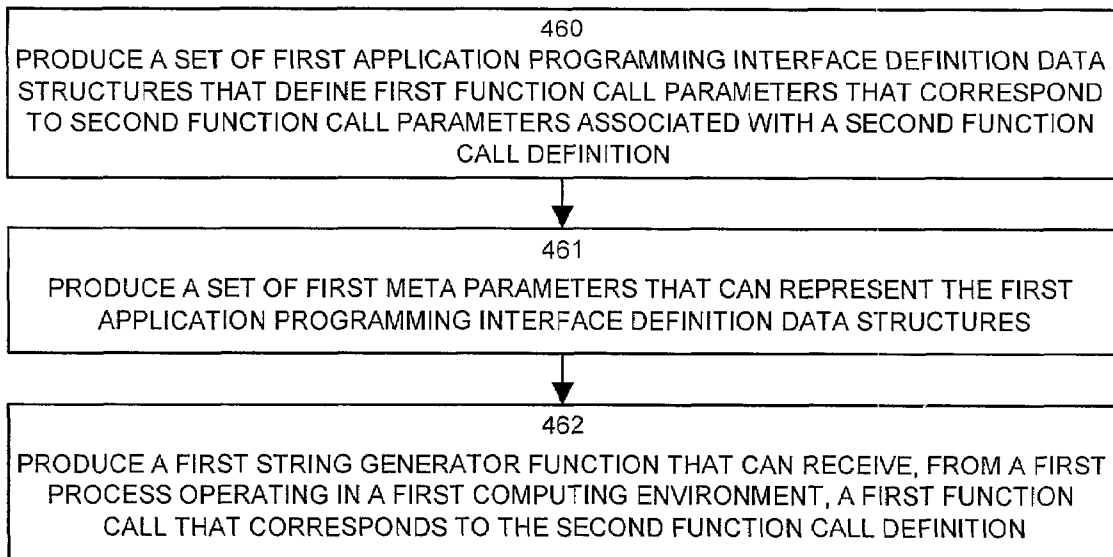 460
PRODUCE A SET OF FIRST APPLICATION PROGRAMMING INTERFACE DEFINITION DATA
STRUCTURES THAT DEFINE FIRST FUNCTION CALL PARAMETERS THAT CORRESPOND
TO SECOND FUNCTION CALL PARAMETERS ASSOCIATED WITH A SECOND FUNCTION
CALL DEFINITION
461
PRODUCE A SET OF FIRST META PARAMETERS THAT CAN REPRESENT THE FIRST
APPLICATION PROGRAMMING INTERFACE DEFINITION DATA STRUCTURES
462
PRODUCE A FIRST STRING GENERATOR FUNCTION THAT CAN RECEIVE, FROM A FIRST
PROCESS OPERATING IN A FIRST COMPUTING ENVIRONMENT, A FIRST FUNCTION
CALL THAT CORRESPONDS TO THE SECOND FUNCTION CALL DEFINITION